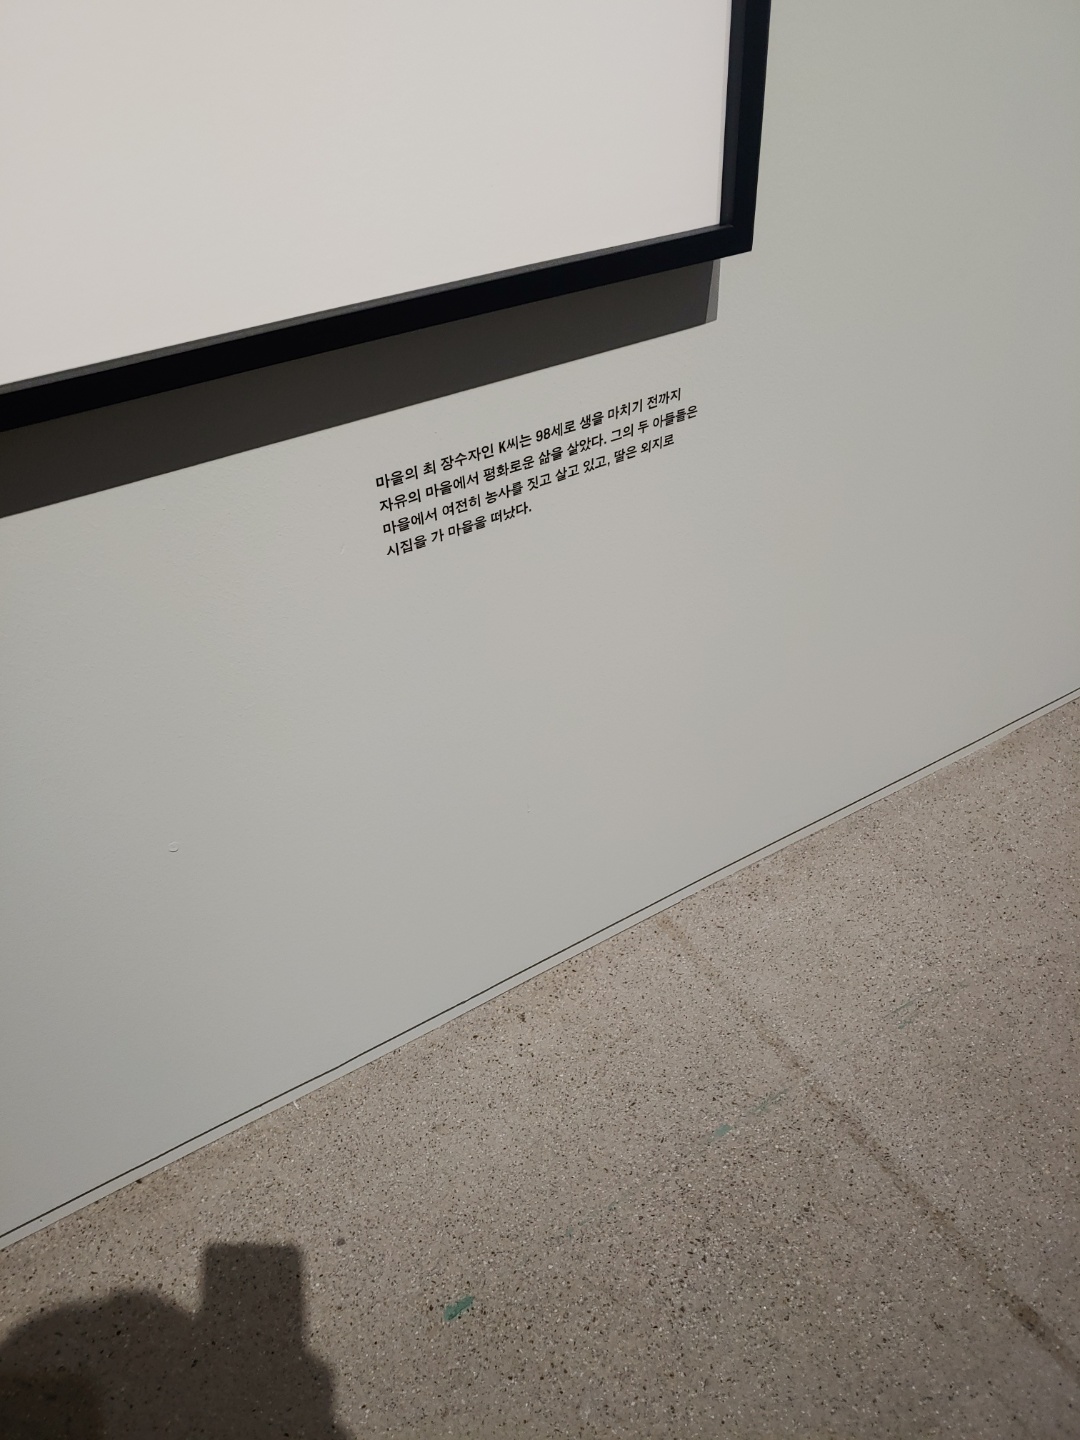 마을의 최 장수자인 K씨는 98세로 생을 마치기 전까지
자유의 마을에서 평화로운 삶을 살았다. 그의 두 아들들은
마을에서 여전히 농사를 짓고 살고 있고, 딸은 외지로
시집을 가 마을을 떠났다.